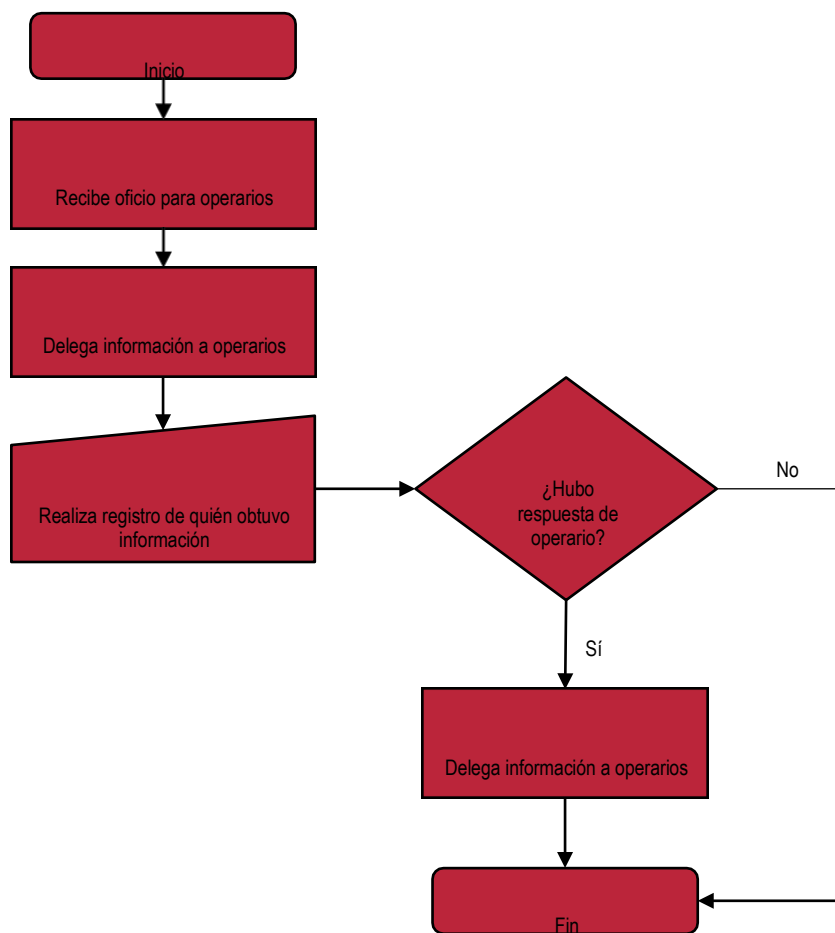 Inicio
Recibe oficio para operarios
Delega información a operarios
Realiza registro de quién obtuvo
información
¿Hubo
respuesta de
operario?
No
Sí
Delega información a operarios
Fin